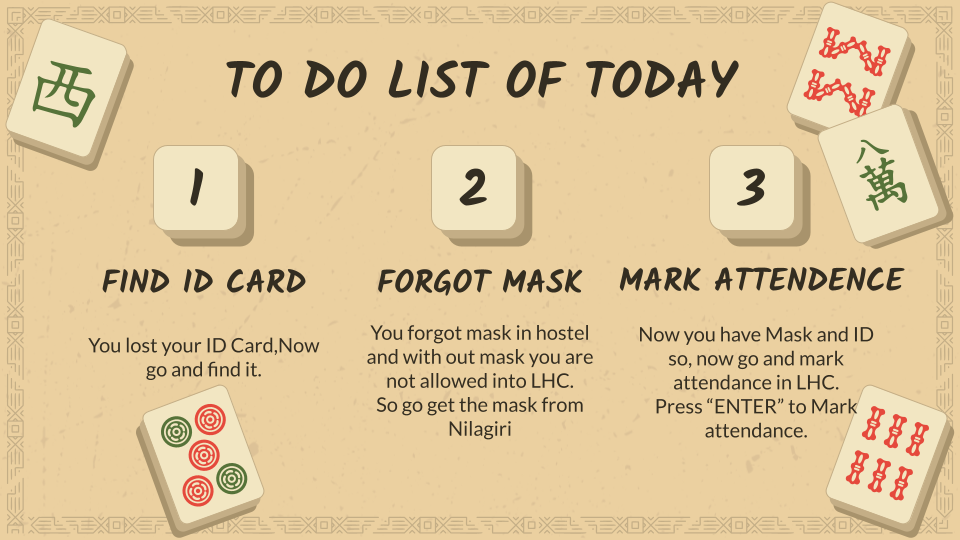 西
TO DO LIST OF TODAY
八
萬
1
2
3
FIND ID CARD
FORGOT MASK
MARK ATTENDENCE
You lost your ID Card,Now
go and find it.
You forgot mask in hostel
and with out mask you are
not allowed into LHC.
So go get the mask from
Nilagiri
Now you have Mask and ID
so, now go and mark
attendance in LHC.
Press “ENTER” to Mark
attendance.